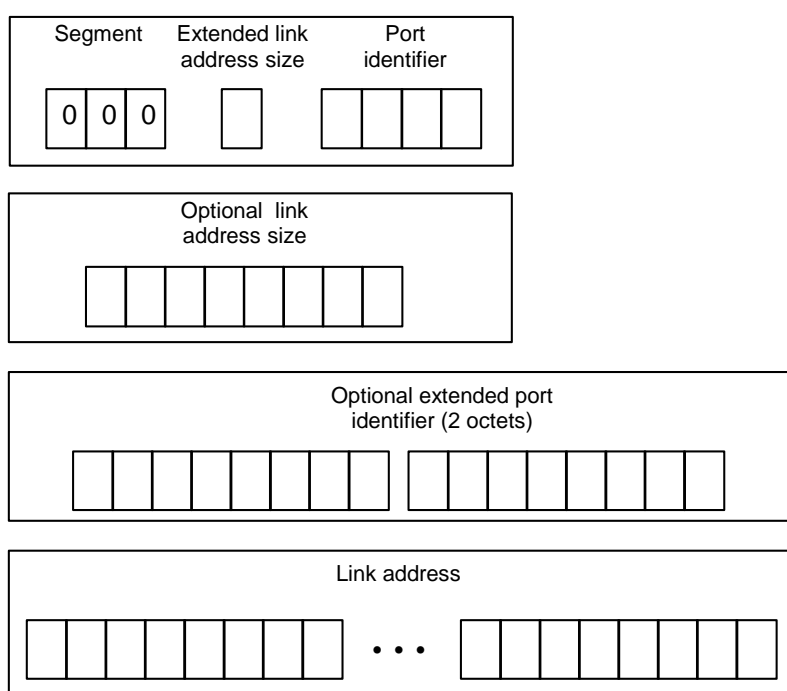 Segment
Extended link
address size
Port
identifier
0 0 0
Optional link
address size
Optional extended port
identifier (2 octets)
Link address
• • •